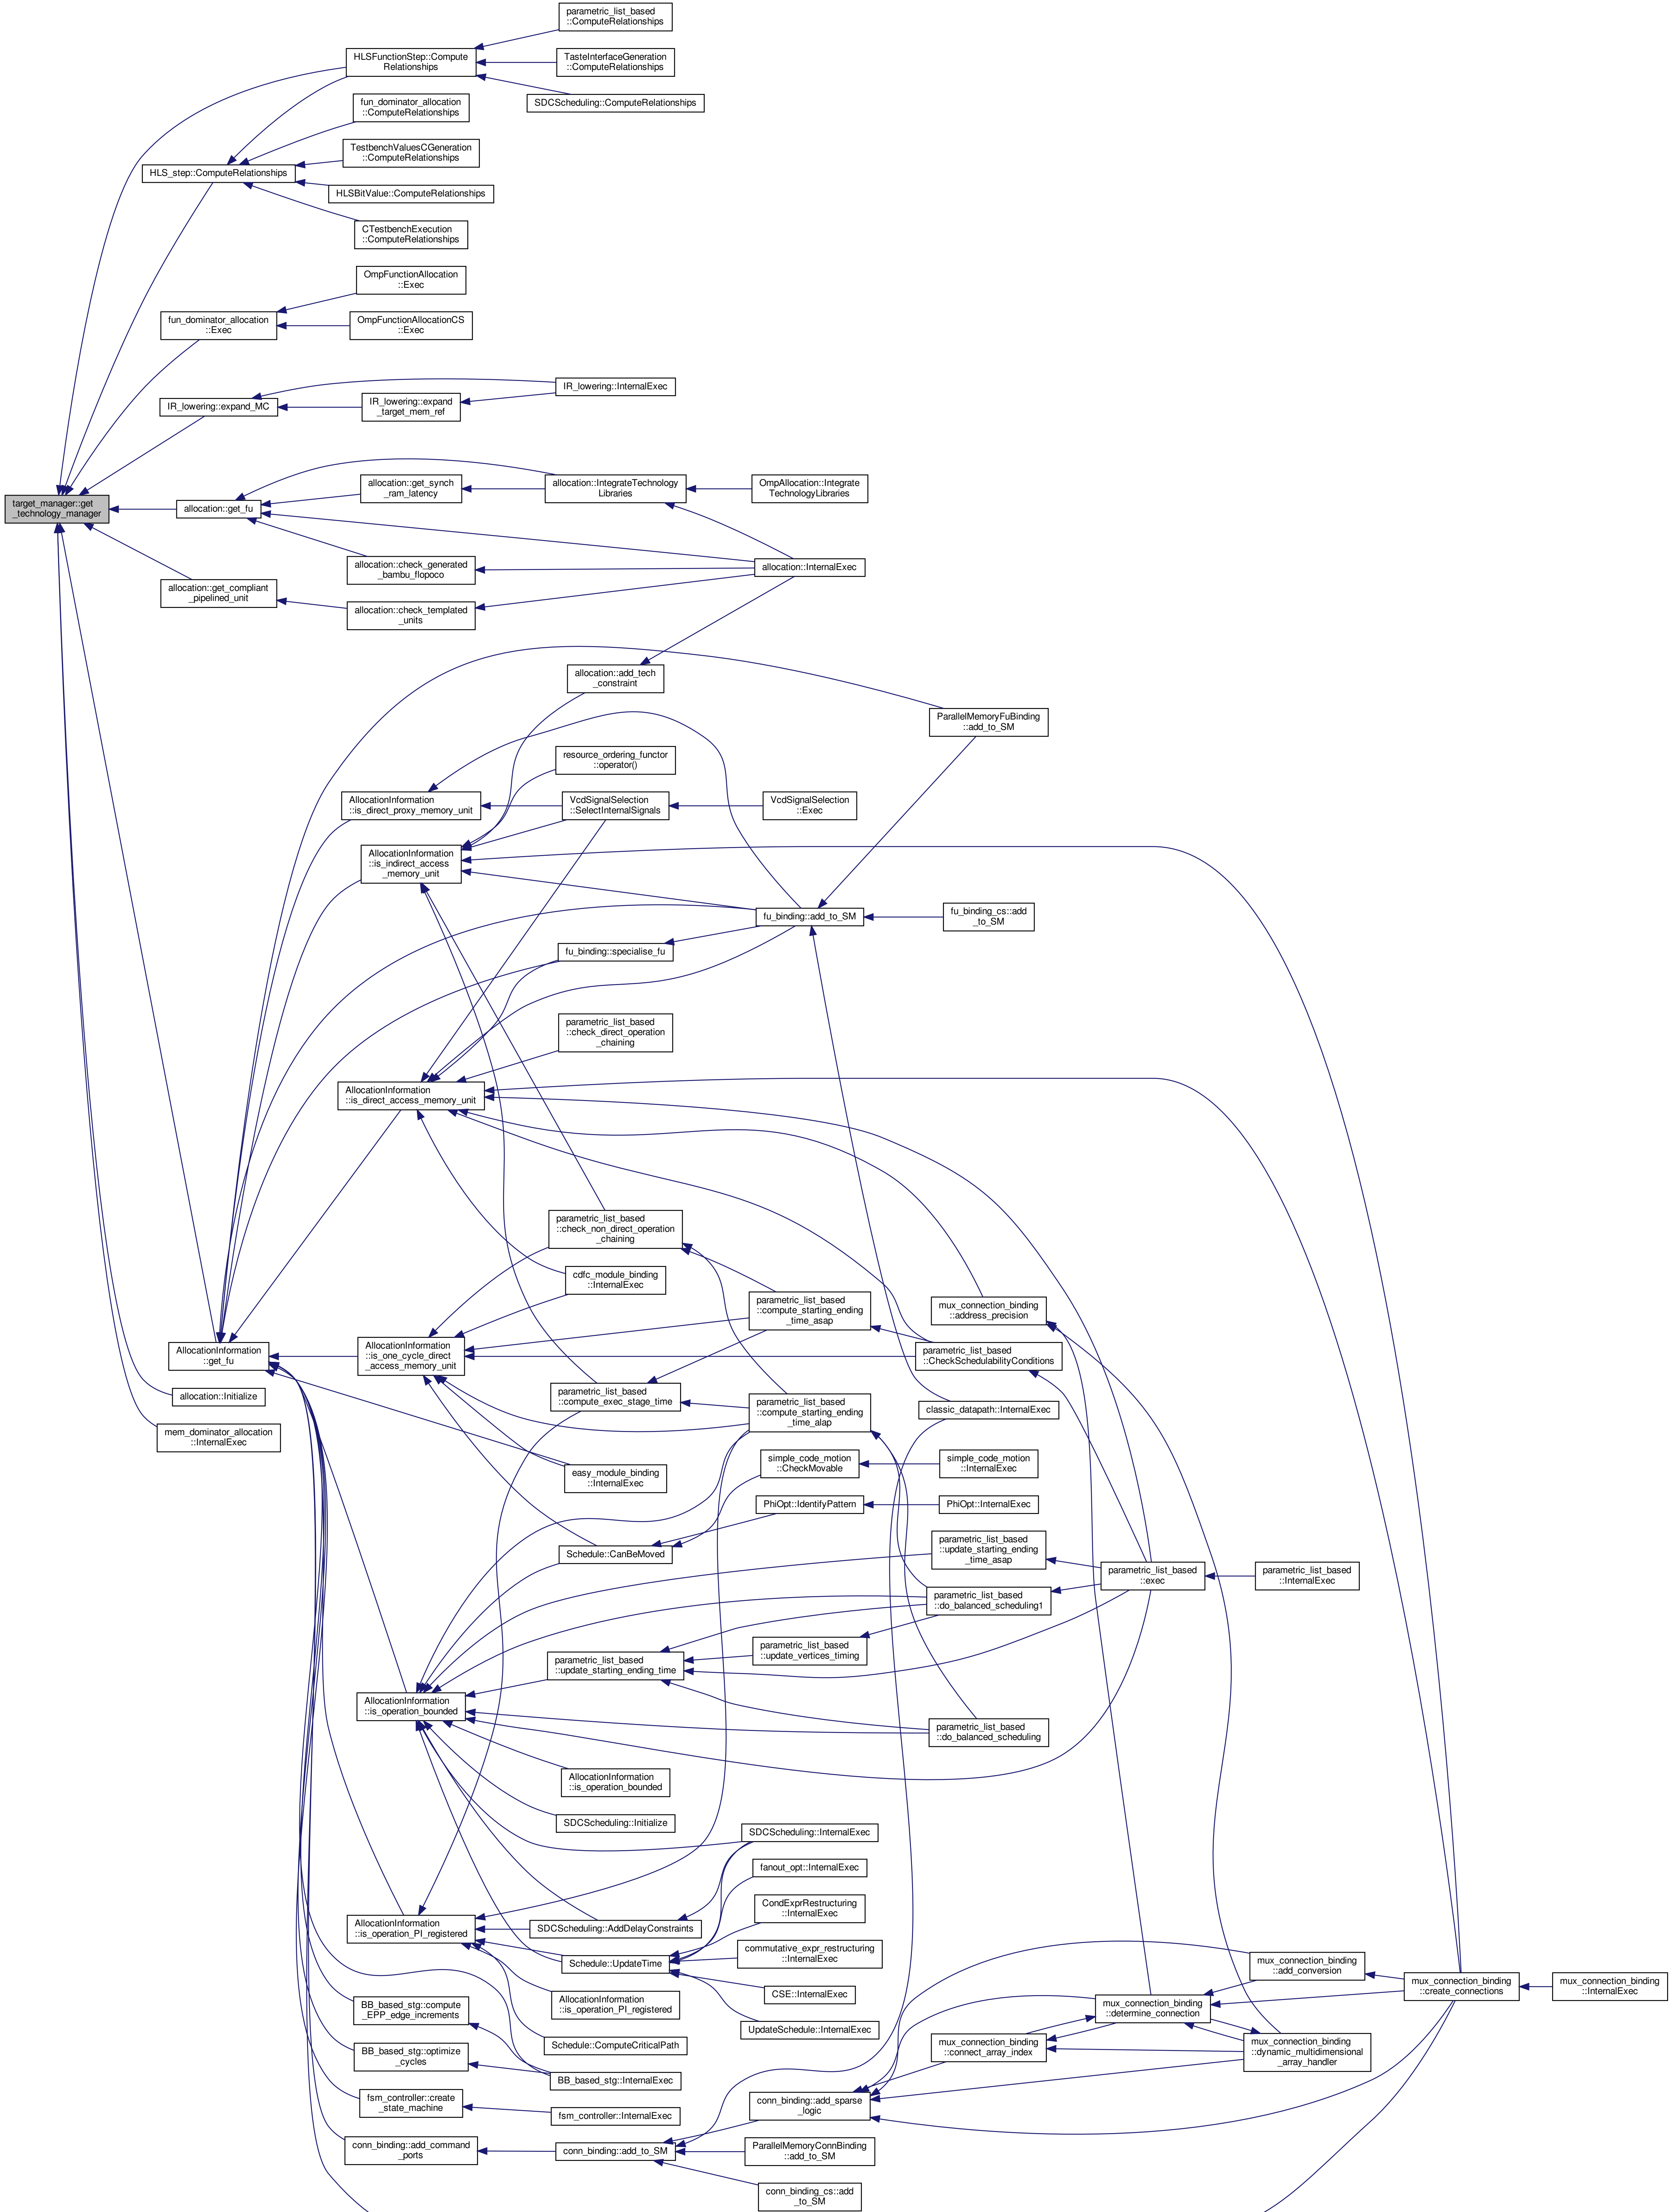 parametric_list_based
::ComputeRelationships
HLSFunctionStep::Compute
Relationships
TasteInterfaceGeneration
::ComputeRelationships
SDCScheduling::ComputeRelationships
fun_dominator_allocation
::ComputeRelationships
TestbenchValuesCGeneration
::ComputeRelationships
HLS_step::ComputeRelationships
HLSBitValue::ComputeRelationships
CTestbenchExecution
::ComputeRelationships
OmpFunctionAllocation
::Exec
fun_dominator_allocation
::Exec
OmpFunctionAllocationCS
::Exec
IR_lowering::InternalExec
IR_lowering::expand_MC
IR_lowering::expand
_target_mem_ref
target_manager::get
_technology_manager
allocation::get_fu
allocation::get_synch
_ram_latency
allocation::IntegrateTechnology
Libraries
OmpAllocation::Integrate
TechnologyLibraries
allocation::check_generated
_bambu_flopoco
allocation::InternalExec
allocation::get_compliant
_pipelined_unit
allocation::check_templated
_units
allocation::add_tech
_constraint
ParallelMemoryFuBinding
::add_to_SM
resource_ordering_functor
::operator()
AllocationInformation
::is_direct_proxy_memory_unit
VcdSignalSelection
::SelectInternalSignals
VcdSignalSelection
::Exec
AllocationInformation
::is_indirect_access
_memory_unit
fu_binding::add_to_SM
fu_binding_cs::add
_to_SM
fu_binding::specialise_fu
parametric_list_based
::check_direct_operation
_chaining
AllocationInformation
::is_direct_access_memory_unit
parametric_list_based
::check_non_direct_operation
_chaining
cdfc_module_binding
::InternalExec
parametric_list_based
::compute_starting_ending
_time_asap
mux_connection_binding
::address_precision
AllocationInformation
::get_fu
AllocationInformation
::is_one_cycle_direct
_access_memory_unit
parametric_list_based
::CheckSchedulabilityConditions
allocation::Initialize
parametric_list_based
::compute_exec_stage_time
parametric_list_based
::compute_starting_ending
_time_alap
classic_datapath::InternalExec
mem_dominator_allocation
::InternalExec
easy_module_binding
::InternalExec
simple_code_motion
::CheckMovable
simple_code_motion
::InternalExec
PhiOpt::IdentifyPattern
PhiOpt::InternalExec
Schedule::CanBeMoved
parametric_list_based
::update_starting_ending
_time_asap
parametric_list_based
::exec
parametric_list_based
::InternalExec
parametric_list_based
::do_balanced_scheduling1
parametric_list_based
::update_vertices_timing
parametric_list_based
::update_starting_ending_time
AllocationInformation
::is_operation_bounded
parametric_list_based
::do_balanced_scheduling
AllocationInformation
::is_operation_bounded
SDCScheduling::Initialize
SDCScheduling::InternalExec
fanout_opt::InternalExec
CondExprRestructuring
::InternalExec
AllocationInformation
::is_operation_PI_registered
SDCScheduling::AddDelayConstraints
commutative_expr_restructuring
::InternalExec
Schedule::UpdateTime
mux_connection_binding
::add_conversion
CSE::InternalExec
mux_connection_binding
::create_connections
mux_connection_binding
::InternalExec
AllocationInformation
::is_operation_PI_registered
BB_based_stg::compute
_EPP_edge_increments
mux_connection_binding
::determine_connection
UpdateSchedule::InternalExec
Schedule::ComputeCriticalPath
mux_connection_binding
::connect_array_index
mux_connection_binding
::dynamic_multidimensional
_array_handler
BB_based_stg::optimize
_cycles
BB_based_stg::InternalExec
fsm_controller::create
_state_machine
conn_binding::add_sparse
_logic
fsm_controller::InternalExec
conn_binding::add_command
_ports
conn_binding::add_to_SM
ParallelMemoryConnBinding
::add_to_SM
conn_binding_cs::add
_to_SM